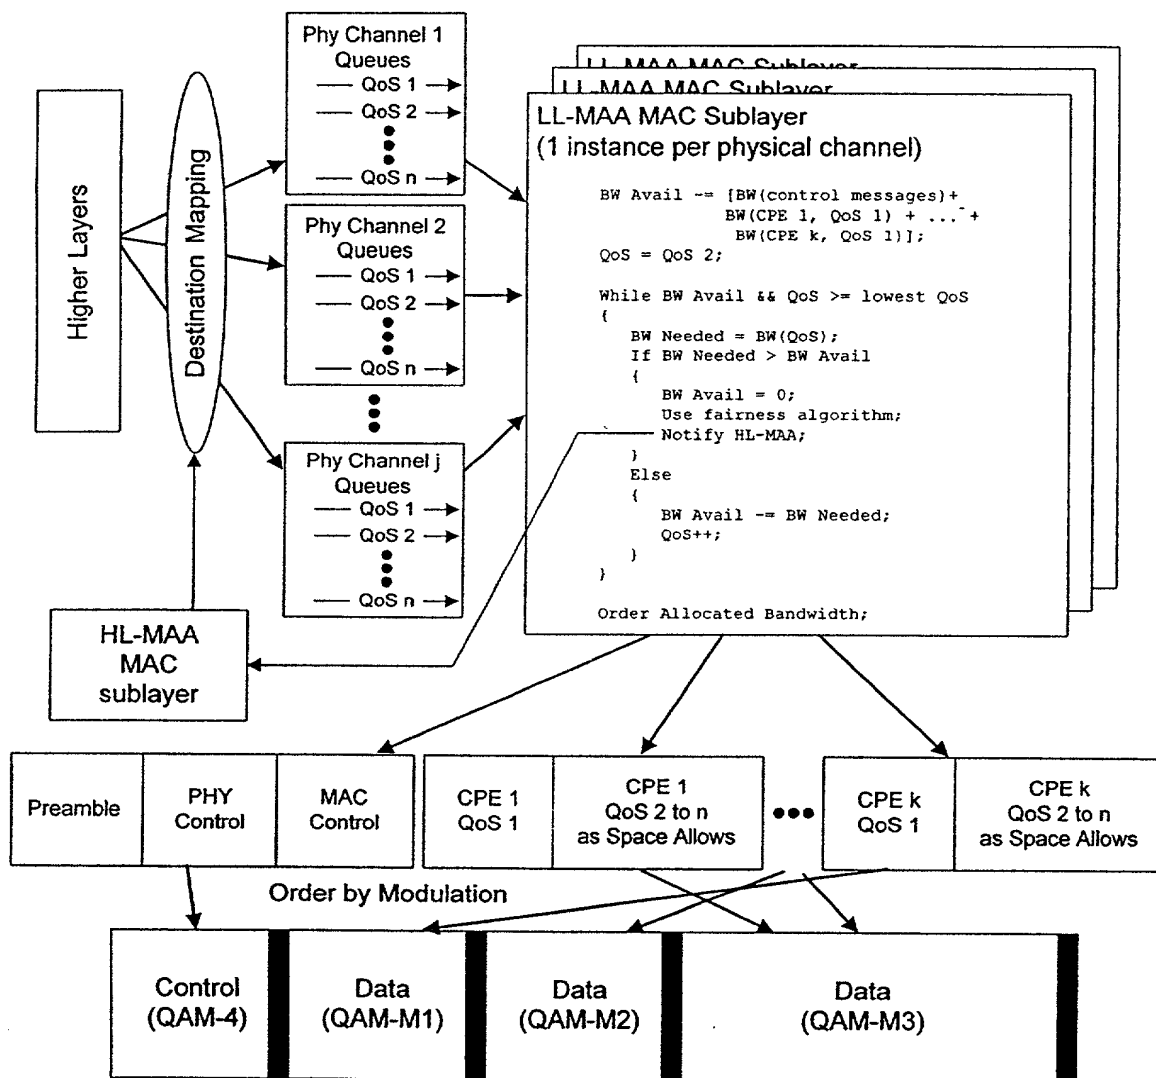 Higher Layers
Destination Mapping
Phy Channel 1
Queues
QoS 1
QoS 2
QoS n
Phy Channel 2
Queues
QoS 1
QoS 2
QoS n
Phy Channel j
Queues
QoS 1
QoS 2
QoS n
HL-MAA
MAC
sublayer
LL-MAA MAC Sublayer
LL-MAA MAC Sublayer
LL-MAA MAC Sublayer
(1 instance per physical channel)
BW Avail -= [BW(control messages)+
BW(CPE 1, QoS 1) + ... +
BW(CPE k, QoS 1)];
QoS = QoS 2;
While BW Avail && QoS >= lowest QoS
{
BW Needed = BW(QoS);
If BW Needed > BW Avail
{
BW Avail = 0;
Use fairness algorithm;
Notify HL-MAA;
}
Else
{
BW Avail -= BW Needed;
QoS++;
}
}
Order Allocated Bandwidth;
Preamble
PHY
Control
MAC
Control
CPE 1
QoS 1
CPE 1
QoS 2 to n
as Space Allows
CPE k
QoS 1
CPE k
QoS 2 to n
as Space Allows
Order by Modulation
Control
(QAM-4)
Data
(QAM-M1)
Data
(QAM-M2)
Data
(QAM-M3)